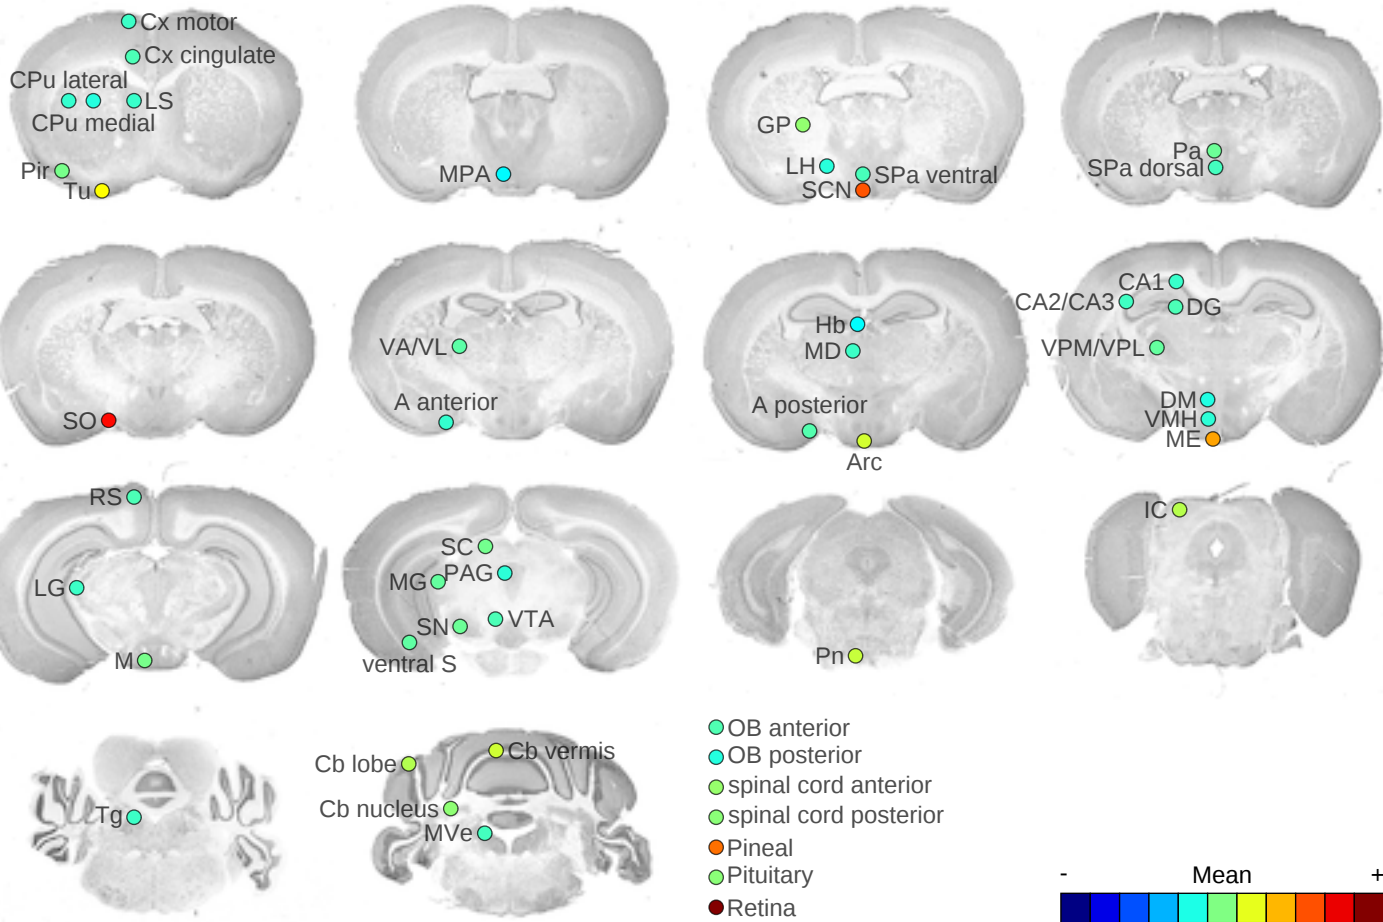 Cx motor
Cx cingulate
CPu lateral
LS
CPu medial
Pir
Tu
MPA
GP
LH
SPa ventral
SCN
Pa
SPa dorsal
SO
VA/VL
A anterior
Hb
MD
A posterior
Arc
CA1
CA2/CA3
DG
VPM/VPL
DM
VMH
ME
RS
LG
M
SC
MG
PAG
SN
VTA
ventral S
Pn
IC
Tg
Cb lobe
Cb vermis
Cb nucleus
MVe
OB anterior
OB posterior
spinal cord anterior
spinal cord posterior
Pineal
Pituitary
Retina
- Mean +